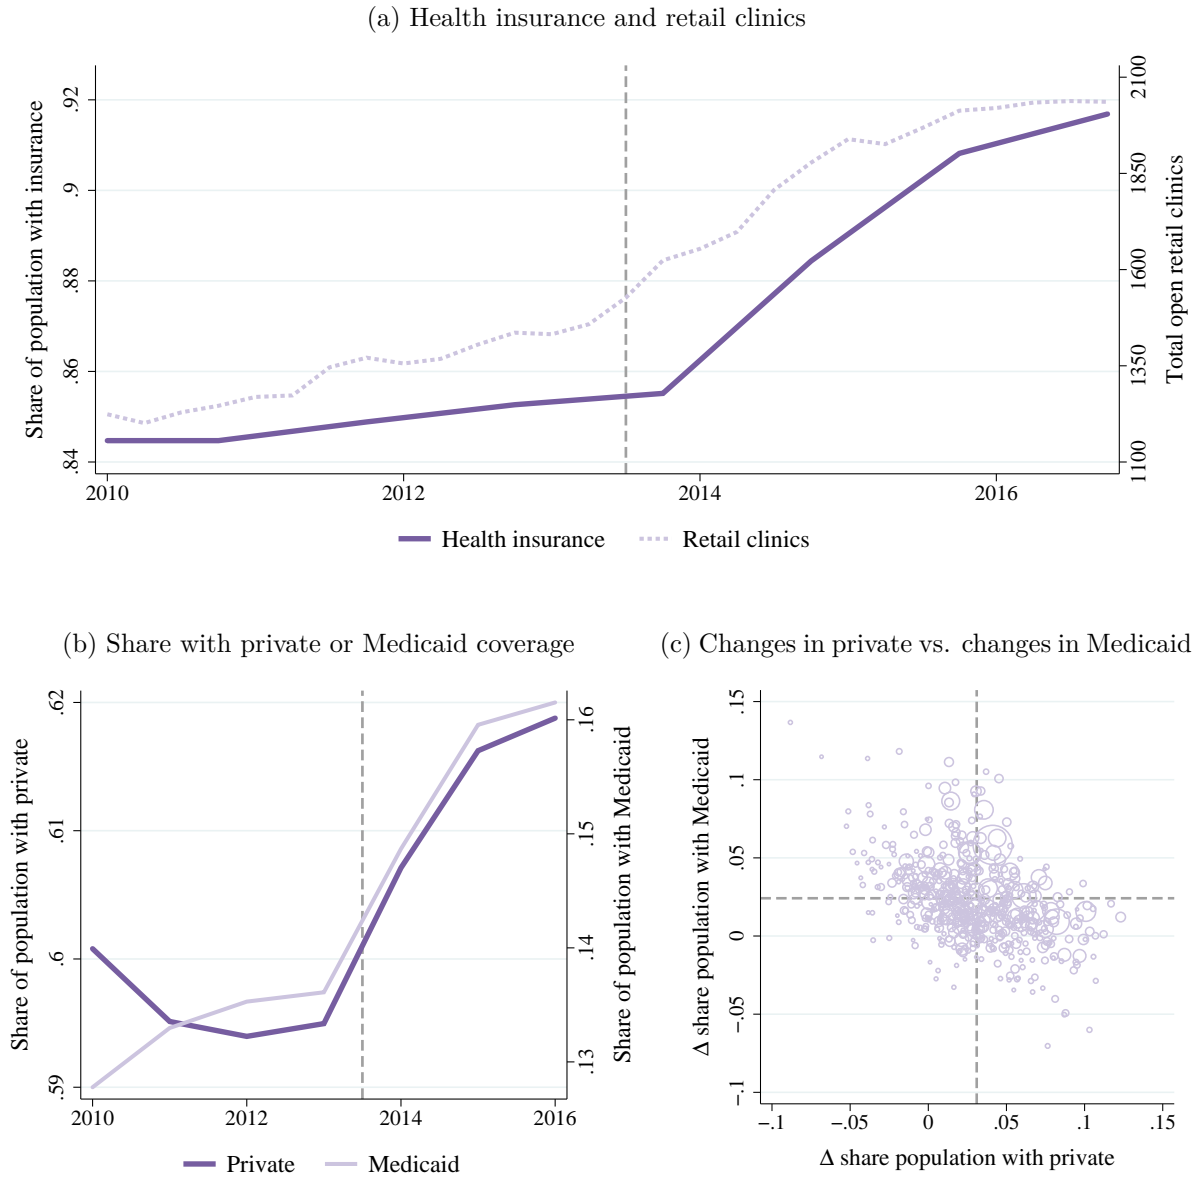 (a) Health insurance and retail clinics
Share of population with insurance
.92
.9
.88
.86
.84
2100
1850
1600
1350
1100
Total open retail clinics
2010 2012 2014 2016
Health insurance Retail clinics
(b) Share with private or Medicaid coverage
Share of population with private
.62
.61
.6
.59
.16
.15
.14
.13
Share of population with Medicaid
2010 2012 2014 2016
Private Medicaid
(c) Changes in private vs. changes in Medicaid
Δ share population with Medicaid
.15
.1
.05
0
-.05
-.1
-.1 -.05 0 .05 .1 .15
Δ share population with private